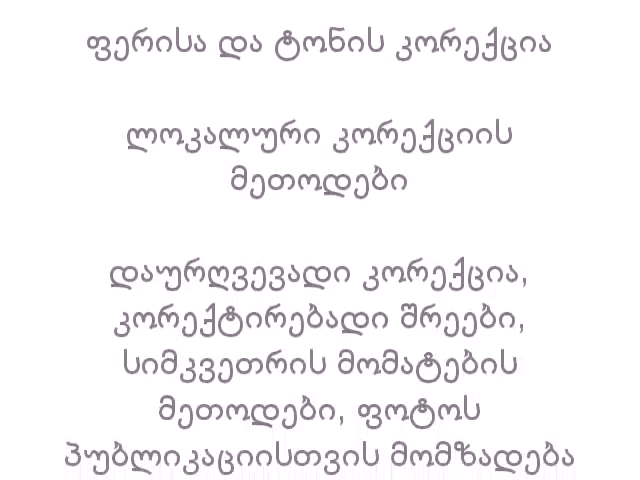 ფერისა და ტონის კორექცია
ლოკალური კორექციის
მეთოდები
დაურღვევადი კორექცია,
კორექტირებადი შრეები,
სიმკვეთრის მომატების
მეთოდები, ფოტოს
პუბლიკაციისთვის მომზადება